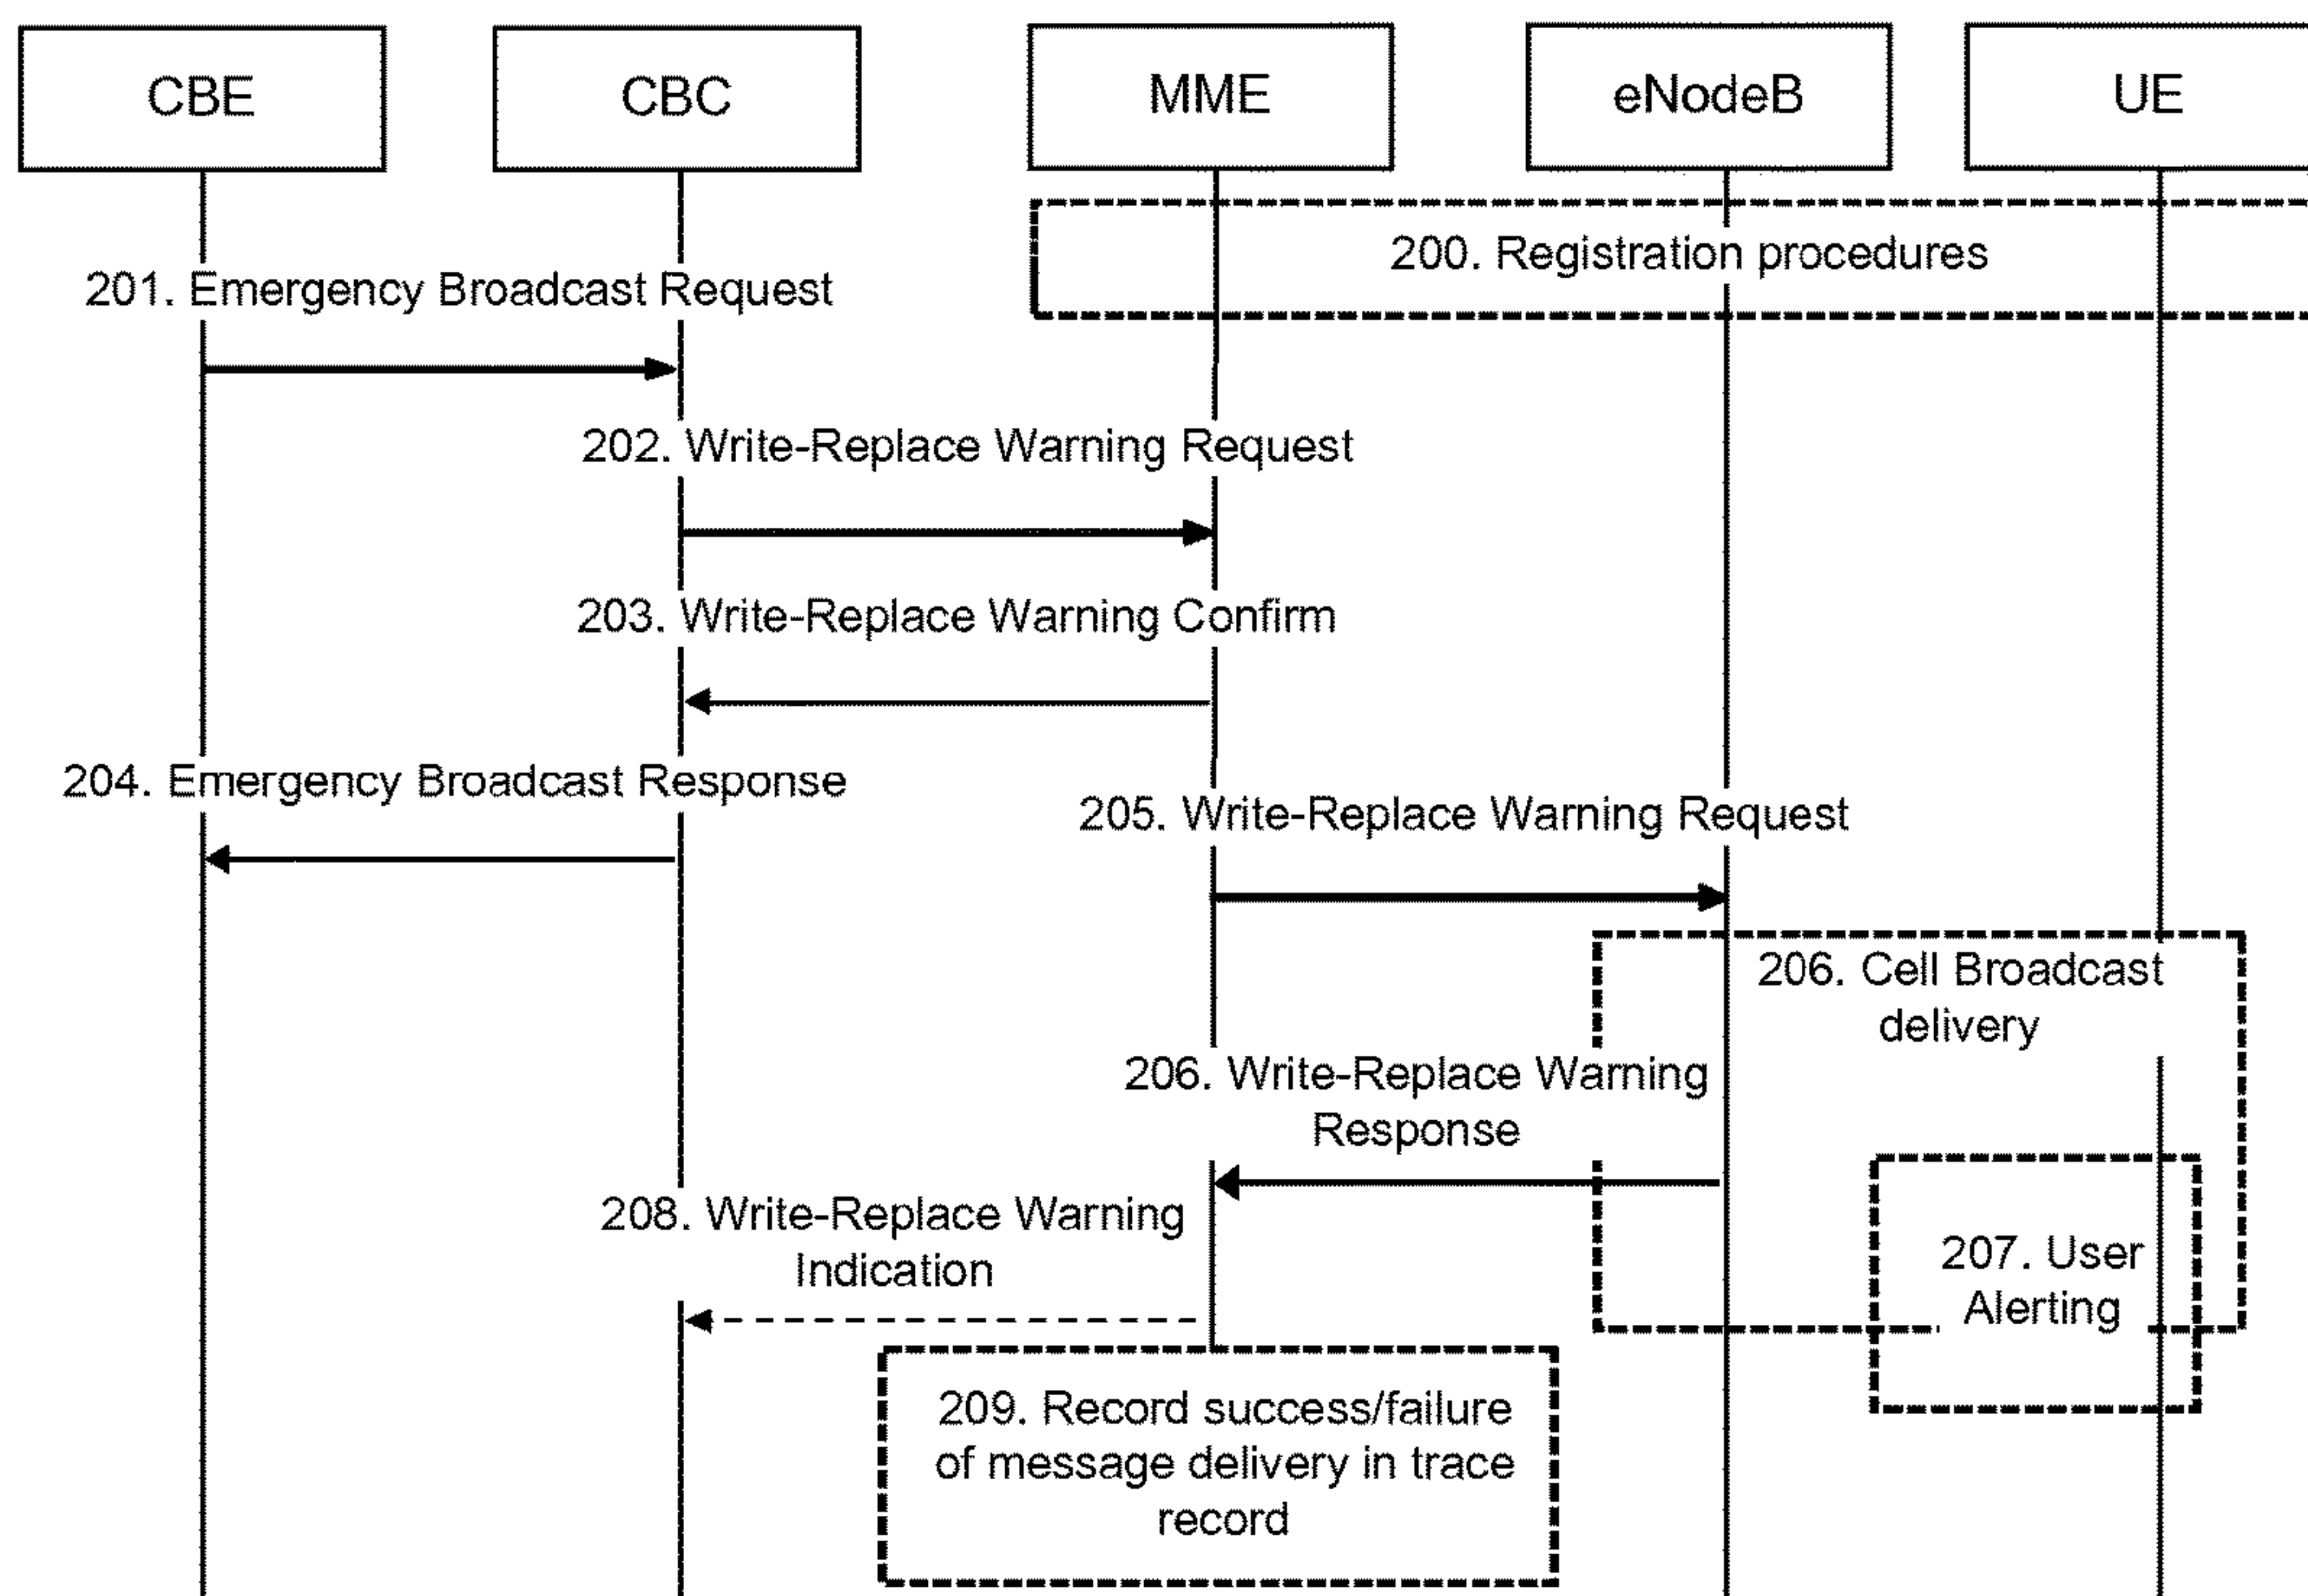 CBE
CBC
MME
eNodeB
UE
200. Registration procedures
201. Emergency Broadcast Request
202. Write-Replace Warning Request
203. Write-Replace Warning Confirm
204. Emergency Broadcast Response
205. Write-Replace Warning Request
206. Cell Broadcast
delivery
206. Write-Replace Warning
Response
208. Write-Replace Warning
Indication
207. User
Alerting
209. Record success/failure
of message delivery in trace
record